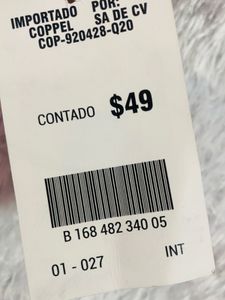 IMPORTADO POR:
COPPEL SA DE CV
COP-920428-Q20
CONTADO $49
B 168 482 340 05
01 - 027 INT